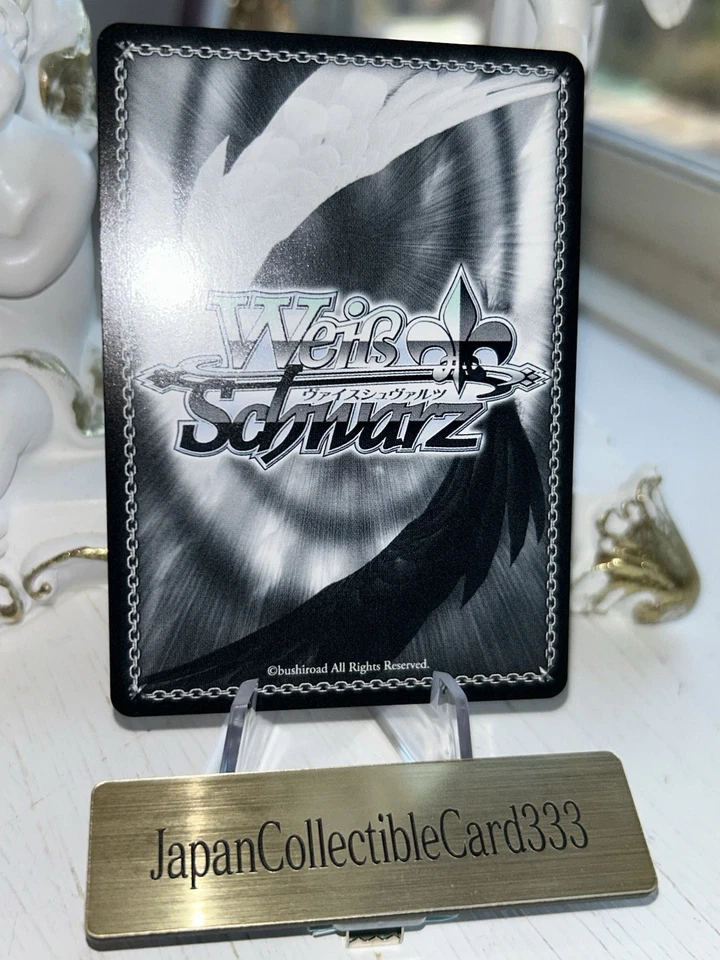 Weiß
ヴァイスシュヴァルツ
Schwarz
©bushiroad All Rights Reserved.
JapanCollectibleCard333